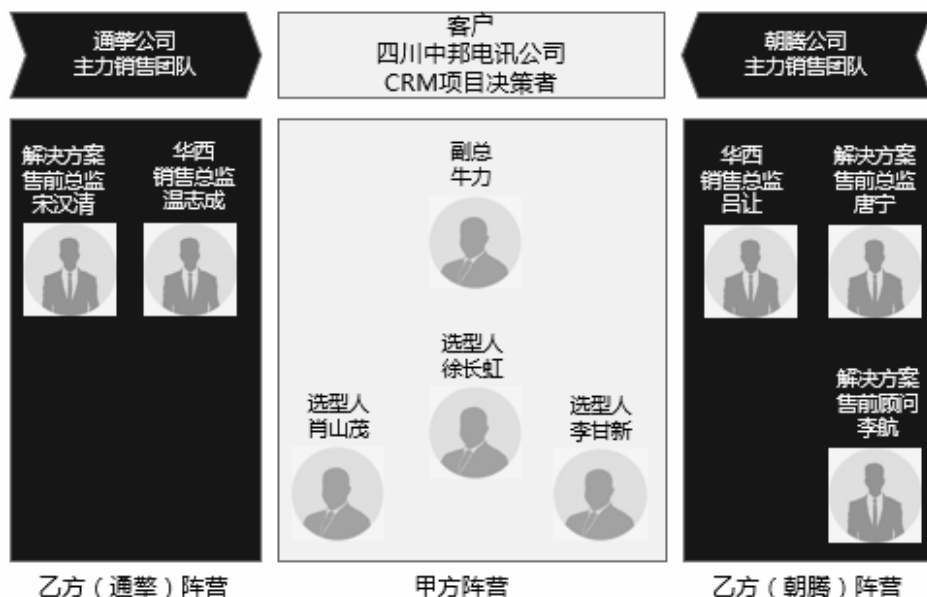 通擎公司
主力销售团队
客户
四川中邦电讯公司
CRM项目决策者
朝腾公司
主力销售团队
解决方案
售前总监
宋汉清
华西
销售总监
温志成
副总
牛力
选型人
徐长虹
选型人
肖山茂
选型人
李甘新
华西
销售总监
吕让
解决方案
售前总监
唐宁
解决方案
售前顾问
李航
乙方（通擎）阵营
甲方阵营
乙方（朝腾）阵营